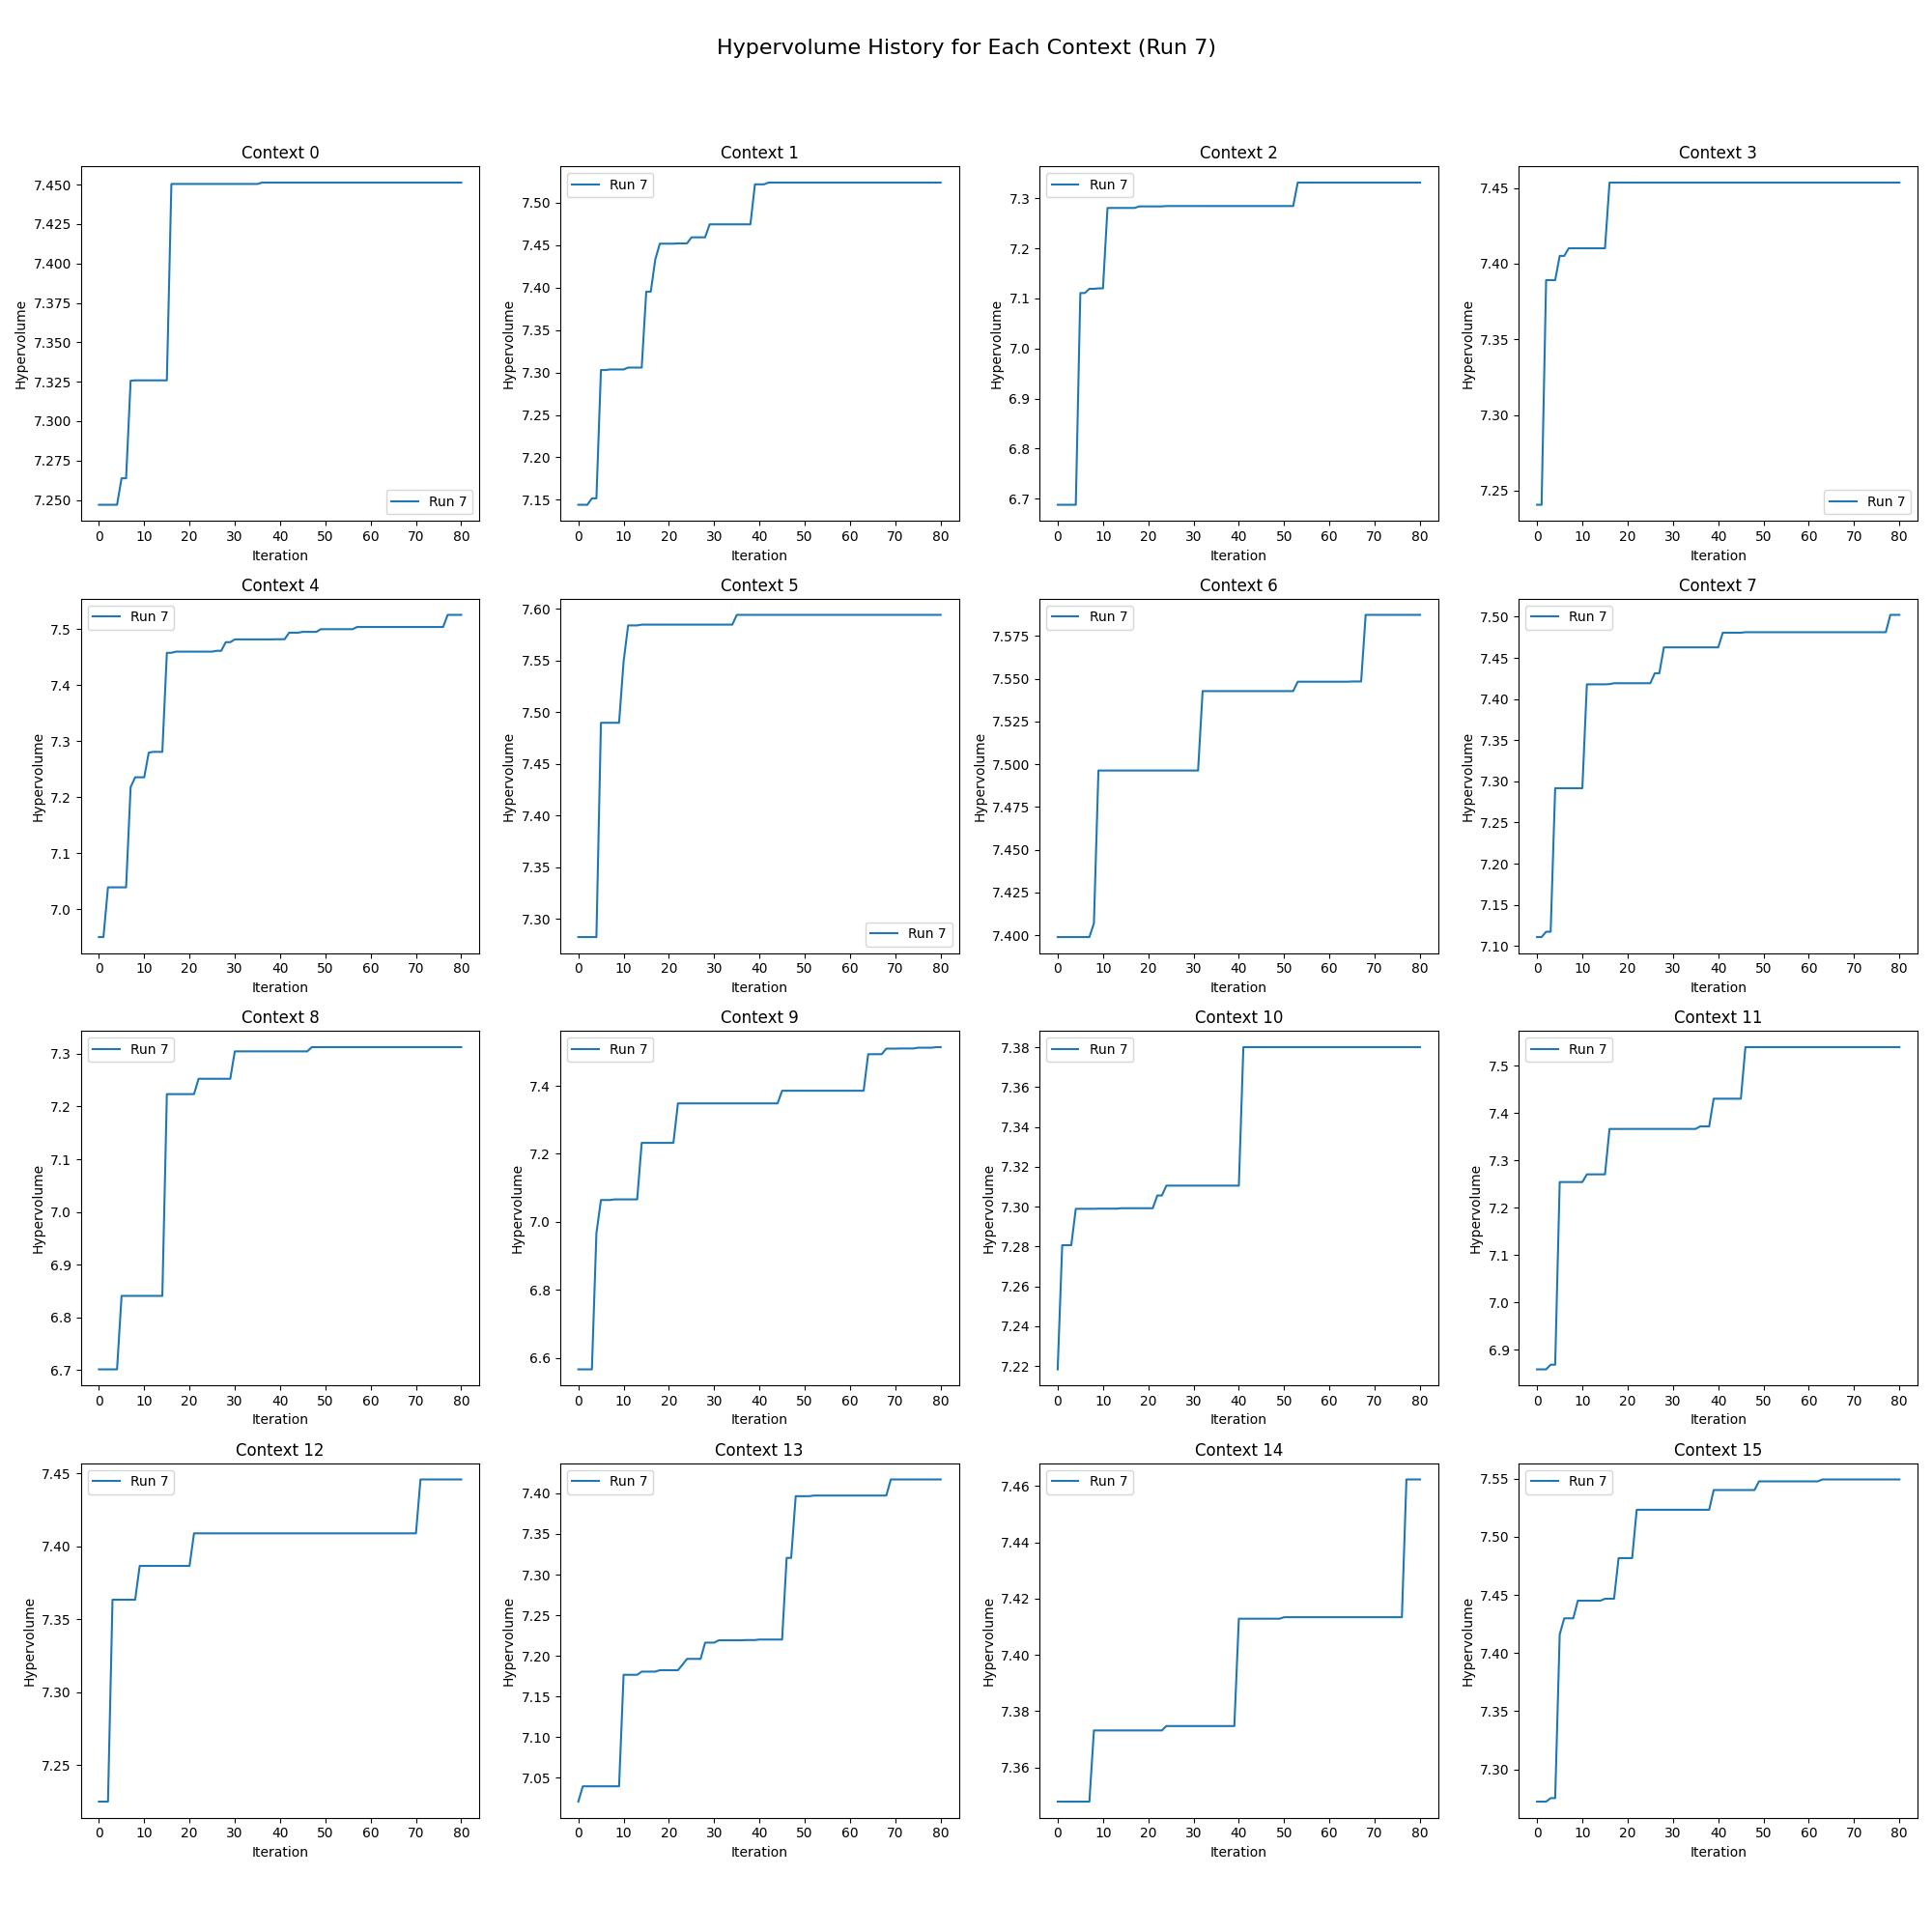 Hypervolume History for Each Context (Run 7)
Context 0
7.450
7.425
7.400
7.375
7.350
7.325
7.300
7.275
7.250
Hypervolume
Run 7
0 10 20 30 40 50 60 70 80
Iteration
Context 1
Run 7
7.50
7.45
7.40
7.35
7.30
7.25
7.20
7.15
Hypervolume
0 10 20 30 40 50 60 70 80
Iteration
Context 2
Run 7
7.3
7.2
7.1
7.0
6.9
6.8
6.7
Hypervolume
0 10 20 30 40 50 60 70 80
Iteration
Context 3
7.45
7.40
7.35
7.30
7.25
Hypervolume
Run 7
0 10 20 30 40 50 60 70 80
Iteration
Context 4
Run 7
7.5
7.4
7.3
7.2
7.1
7.0
Hypervolume
0 10 20 30 40 50 60 70 80
Iteration
Context 5
7.60
7.55
7.50
7.45
7.40
7.35
7.30
Hypervolume
Run 7
0 10 20 30 40 50 60 70 80
Iteration
Context 6
Run 7
7.575
7.550
7.525
7.500
7.475
7.450
7.425
7.400
Hypervolume
0 10 20 30 40 50 60 70 80
Iteration
Context 7
Run 7
7.50
7.45
7.40
7.35
7.30
7.25
7.20
7.15
7.10
Hypervolume
0 10 20 30 40 50 60 70 80
Iteration
Context 8
Run 7
7.3
7.2
7.1
7.0
6.9
6.8
6.7
Hypervolume
0 10 20 30 40 50 60 70 80
Iteration
Context 9
Run 7
7.4
7.2
7.0
6.8
6.6
Hypervolume
0 10 20 30 40 50 60 70 80
Iteration
Context 10
Run 7
7.38
7.36
7.34
7.32
7.30
7.28
7.26
7.24
7.22
Hypervolume
0 10 20 30 40 50 60 70 80
Iteration
Context 11
Run 7
7.5
7.4
7.3
7.2
7.1
7.0
6.9
Hypervolume
0 10 20 30 40 50 60 70 80
Iteration
Context 12
Run 7
7.45
7.40
7.35
7.30
7.25
Hypervolume
0 10 20 30 40 50 60 70 80
Iteration
Context 13
Run 7
7.40
7.35
7.30
7.25
7.20
7.15
7.10
7.05
Hypervolume
0 10 20 30 40 50 60 70 80
Iteration
Context 14
Run 7
7.46
7.44
7.42
7.40
7.38
7.36
Hypervolume
0 10 20 30 40 50 60 70 80
Iteration
Context 15
Run 7
7.55
7.50
7.45
7.40
7.35
7.30
Hypervolume
0 10 20 30 40 50 60 70 80
Iteration